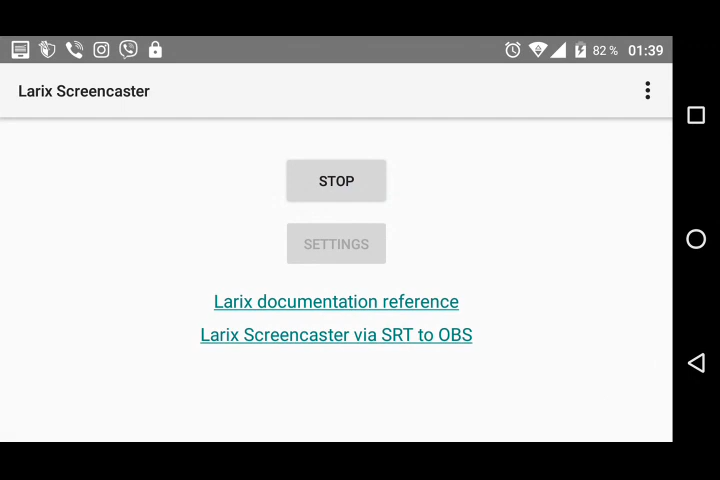 82 % 01:39
Larix Screencaster
STOP
SETTINGS
Larix documentation reference
Larix Screencaster via SRT to OBS